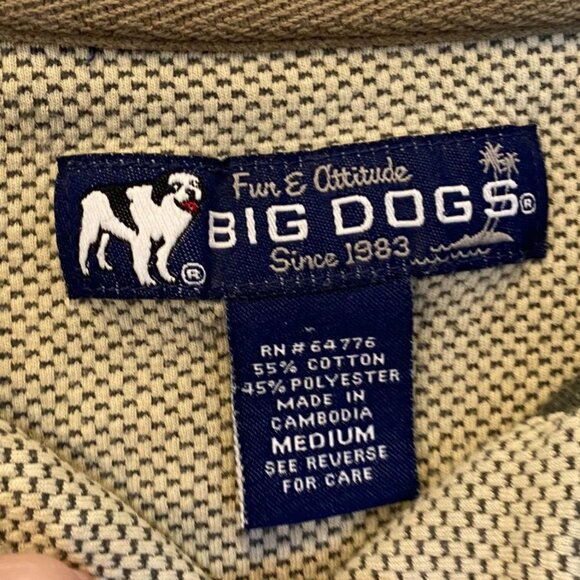 Fun & Attitude
BIG DOGS®
Since 1983
®
RN # 64776
55% COTTON
45% POLYESTER
MADE IN
CAMBODIA
MEDIUM
SEE REVERSE
FOR CARE